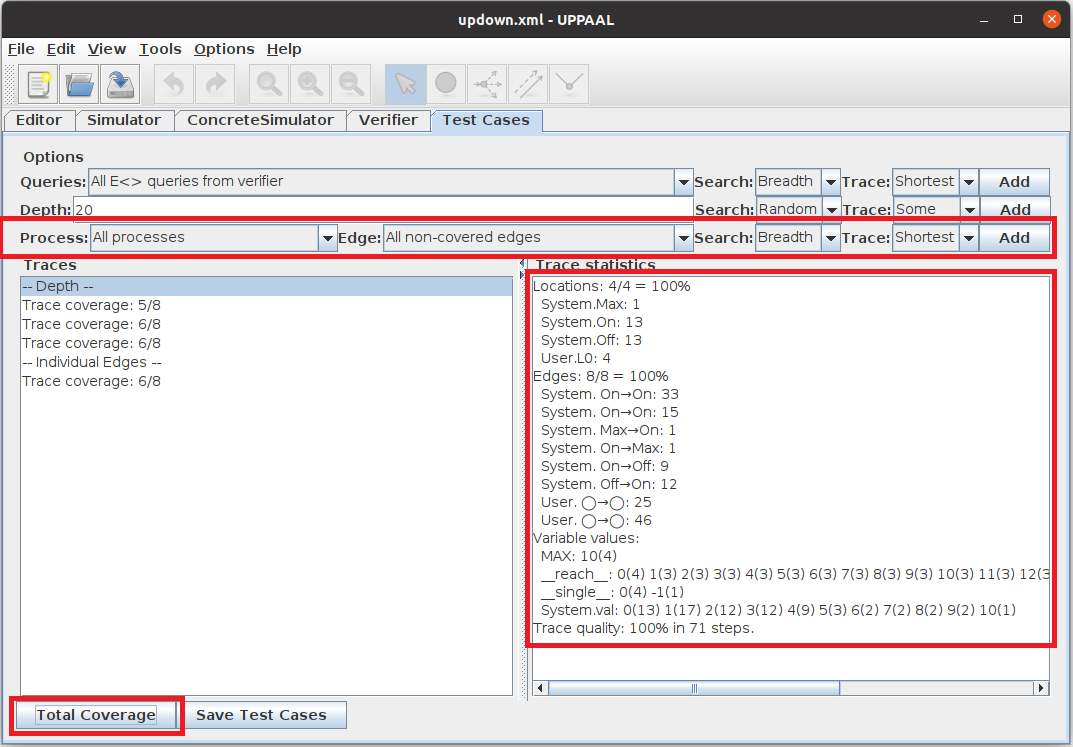 updown.xml - UPPAAL
File Edit View Tools Options Help
Editor Simulator ConcreteSimulator Verifier Test Cases
Options
Queries: All E<> queries from verifier Search: Breadth Trace: Shortest Add
Depth: 20 Search: Random Trace: Some Add
Process: All processes Edge: All non-covered edges Search: Breadth Trace: Shortest Add
Traces
-- Depth --
Trace coverage: 5/8
Trace coverage: 6/8
Trace coverage: 6/8
-- Individual Edges --
Trace coverage: 6/8
Trace statistics
Locations: 4/4 = 100%
System.Max: 1
System.On: 13
System.Off: 13
User.L0: 4
Edges: 8/8 = 100%
System. On→On: 33
System. On→On: 15
System. Max→On: 1
System. On→Max: 1
System. On→Off: 9
System. Off→On: 12
User. ◯→◯: 25
User. ◯→◯: 46
Variable values:
MAX: 10(4)
__reach__: 0(4) 1(3) 2(3) 3(3) 4(3) 5(3) 6(3) 7(3) 8(3) 9(3) 10(3) 11(3) 12(3
__single__: 0(4) -1(1)
System.val: 0(13) 1(17) 2(12) 3(12) 4(9) 5(3) 6(2) 7(2) 8(2) 9(2) 10(1)
Trace quality: 100% in 71 steps.
Total Coverage Save Test Cases